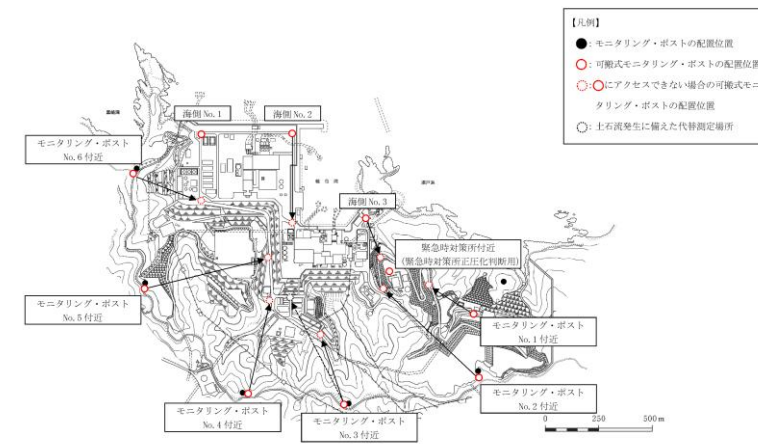 【凡例】
●: モニタリング・ポストの配置位置
○: 可搬式モニタリング・ポストの配置位置
○: ○にアクセスできない場合の可搬式モニ
タリング・ポストの配置位置
○: 土石流発生に備えた代替測定場所
海側 No.1
海側 No.2
モニタリング・ポスト
No.6 付近
海側 No.3
緊急時対策所付近
(緊急時対策所正圧化判断用)
モニタリング・ポスト
No.5 付近
モニタリング・ポスト
No.1 付近
モニタリング・ポスト
No.2 付近
モニタリング・ポスト
No.4 付近
モニタリング・ポスト
No.3 付近
0 250 500 m